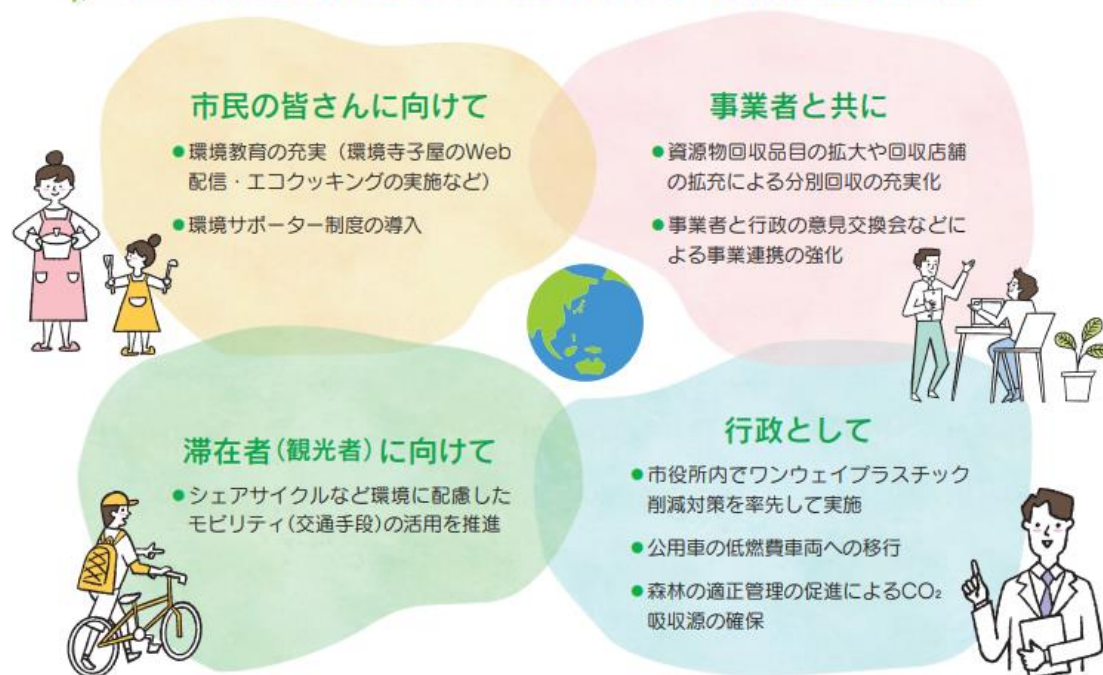 市民の皆さんに向けて
●環境教育の充実（環境寺子屋のWeb
配信・エコクッキングの実施など）
●環境サポーター制度の導入
事業者と共に
●資源物回収品目の拡大や回収店舗
の拡充による分別回収の充実化
●事業者と行政の意見交換会などに
よる事業連携の強化
滞在者（観光者）に向けて
●シェアサイクルなど環境に配慮した
モビリティ（交通手段）の活用を推進
行政として
●市役所内でワンウェイプラスチック
削減対策を率先して実施
●公用車の低燃費車両への移行
●森林の適正管理の促進によるCO₂
吸収源の確保